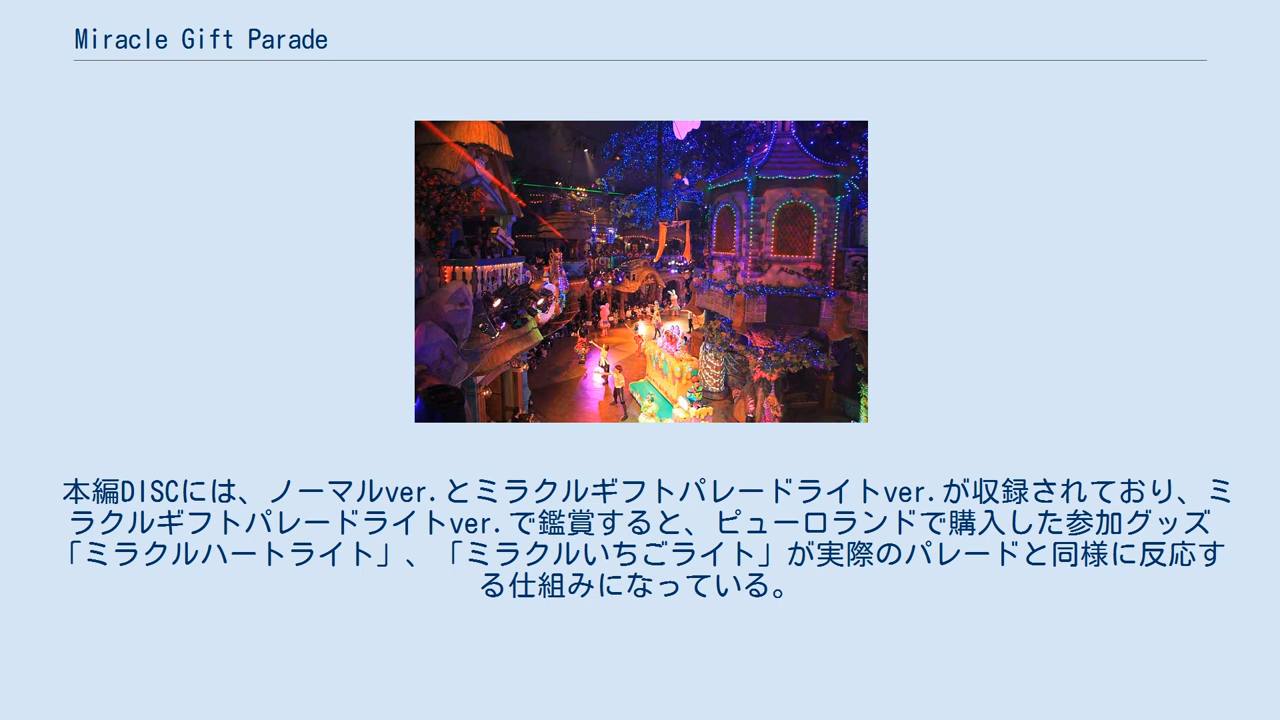 Miracle Gift Parade
本編DISCには、ノーマルver.とミラクルギフトパレードライトver.が収録されており、ミ
ラクルギフトパレードライトver.で鑑賞すると、ピューロランドで購入した参加グッズ
「ミラクルハートライト」、「ミラクルいちごライト」が実際のパレードと同様に反応す
る仕組みになっている。